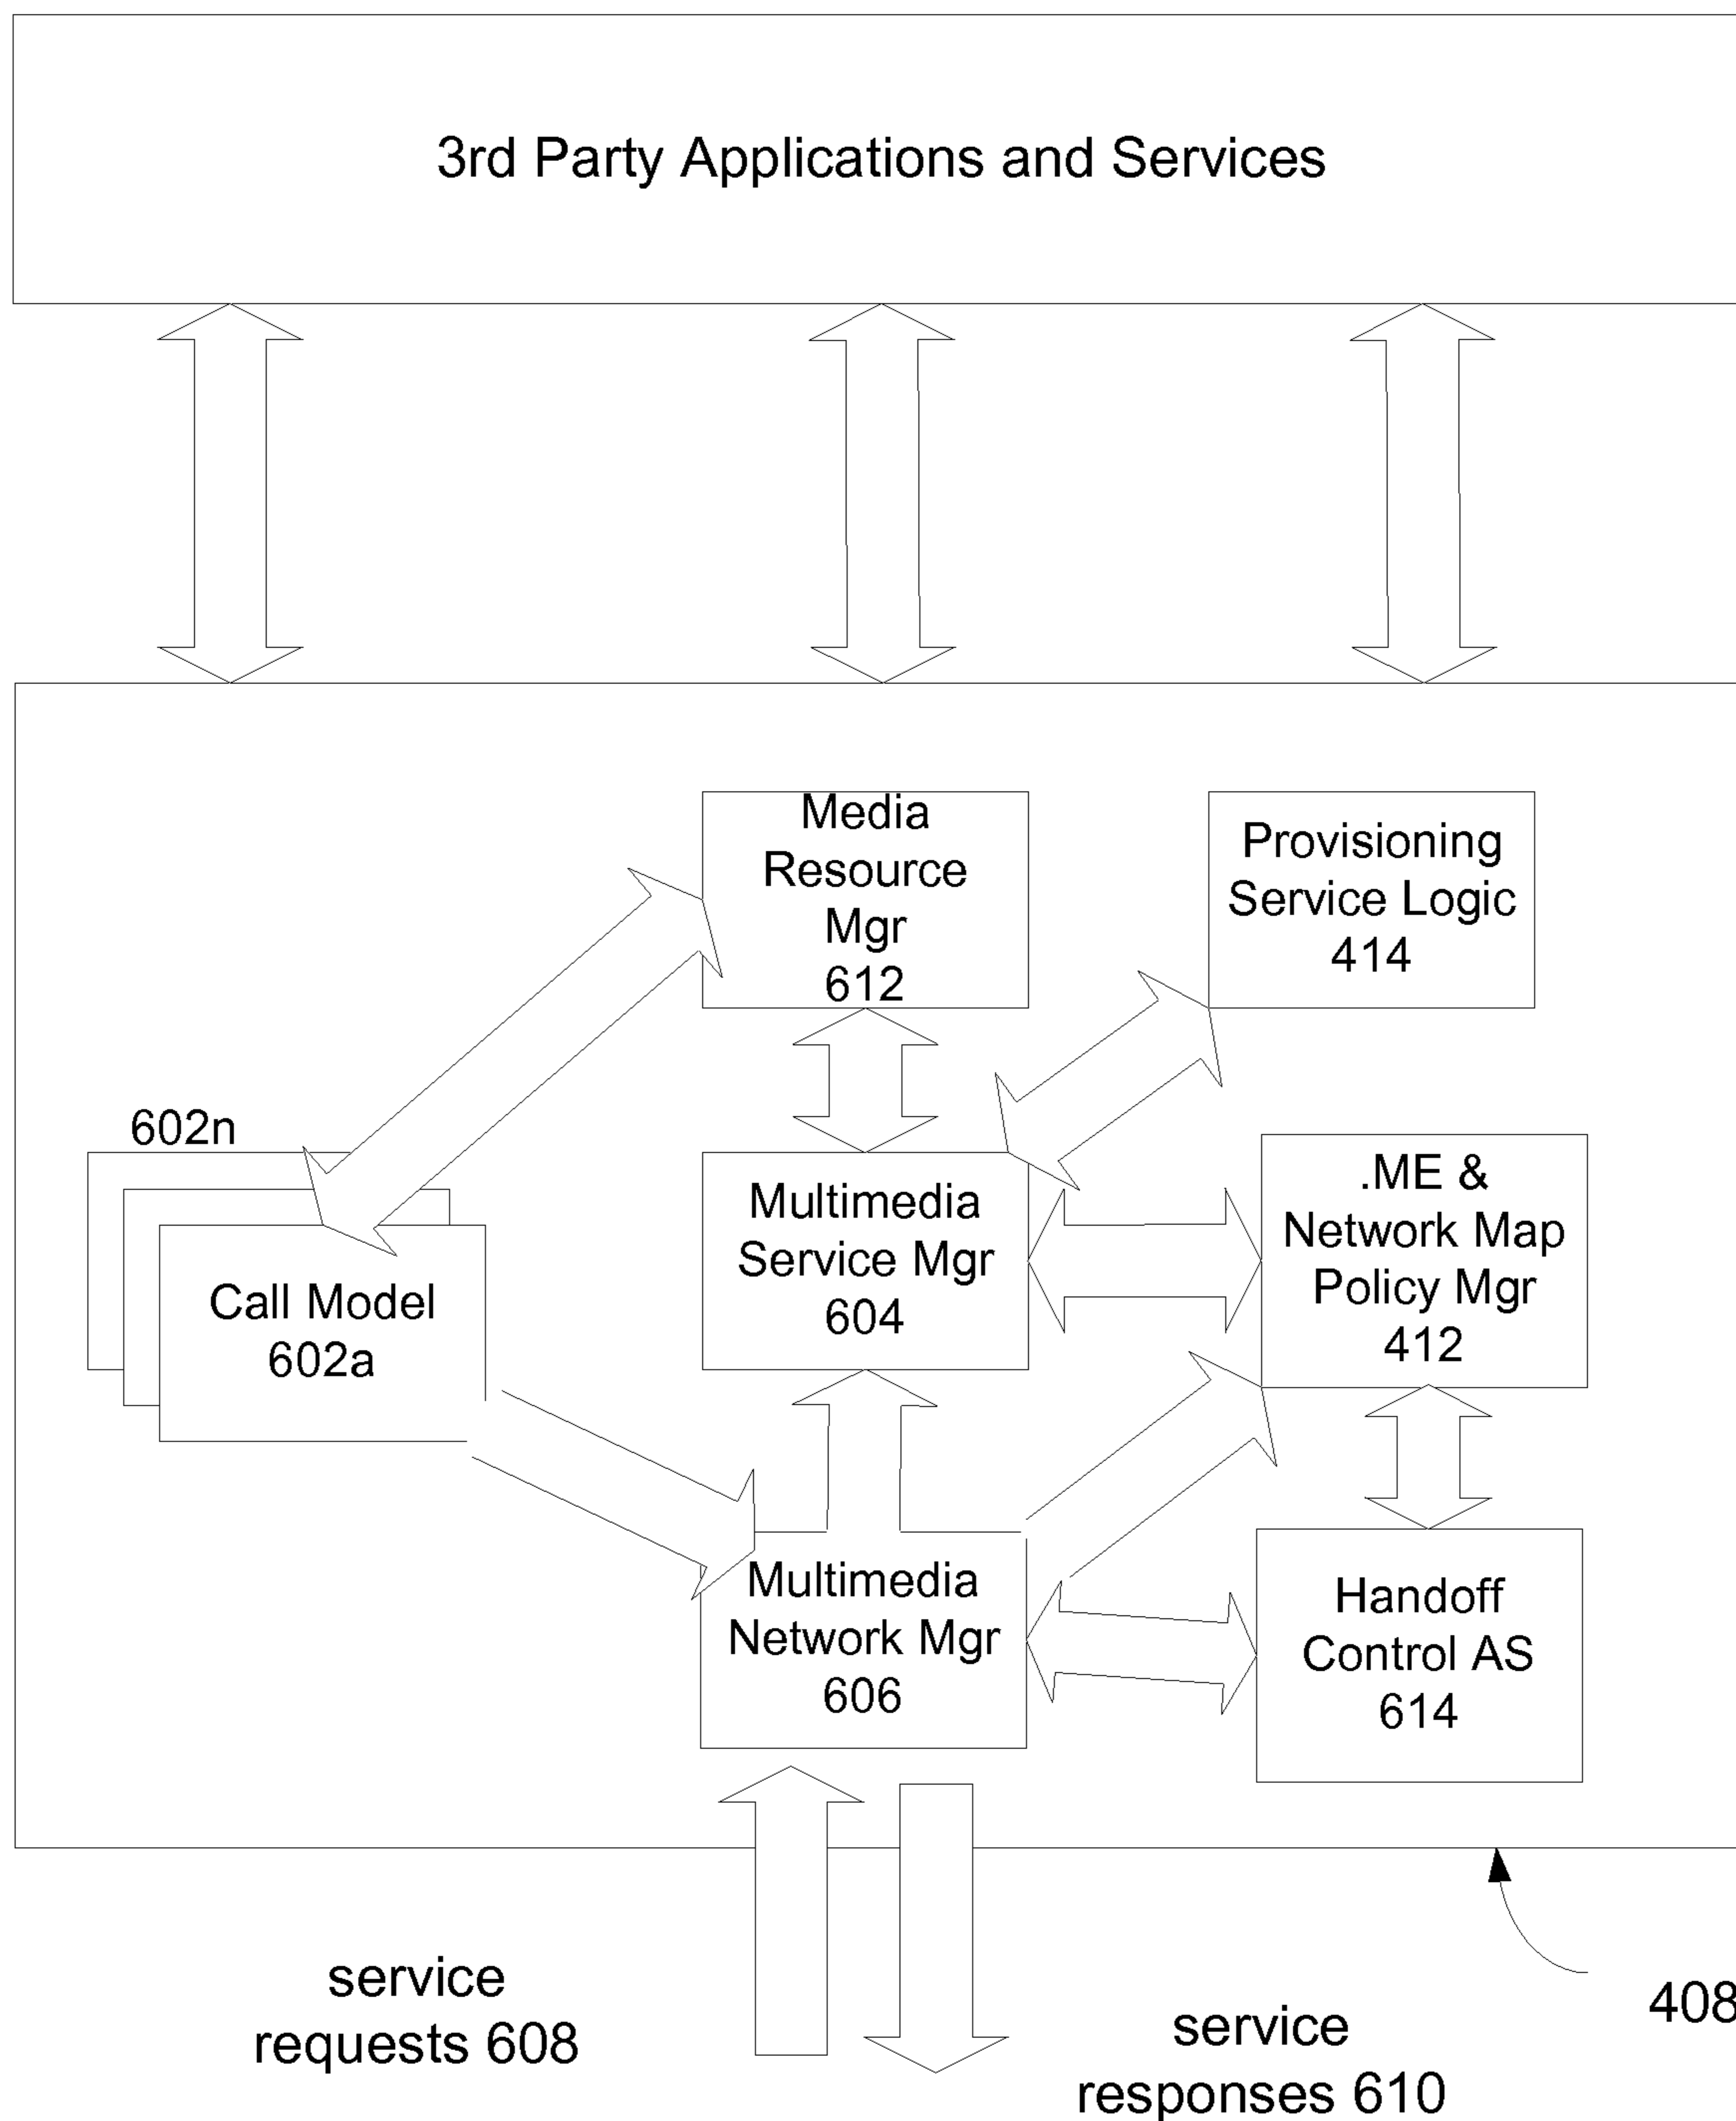 3rd Party Applications and Services
Media
Resource
Mgr
612
Provisioning
Service Logic
414
602n
Call Model
602a
Multimedia
Service Mgr
604
.ME &
Network Map
Policy Mgr
412
Multimedia
Network Mgr
606
Handoff
Control AS
614
service
requests 608
service
responses 610
408